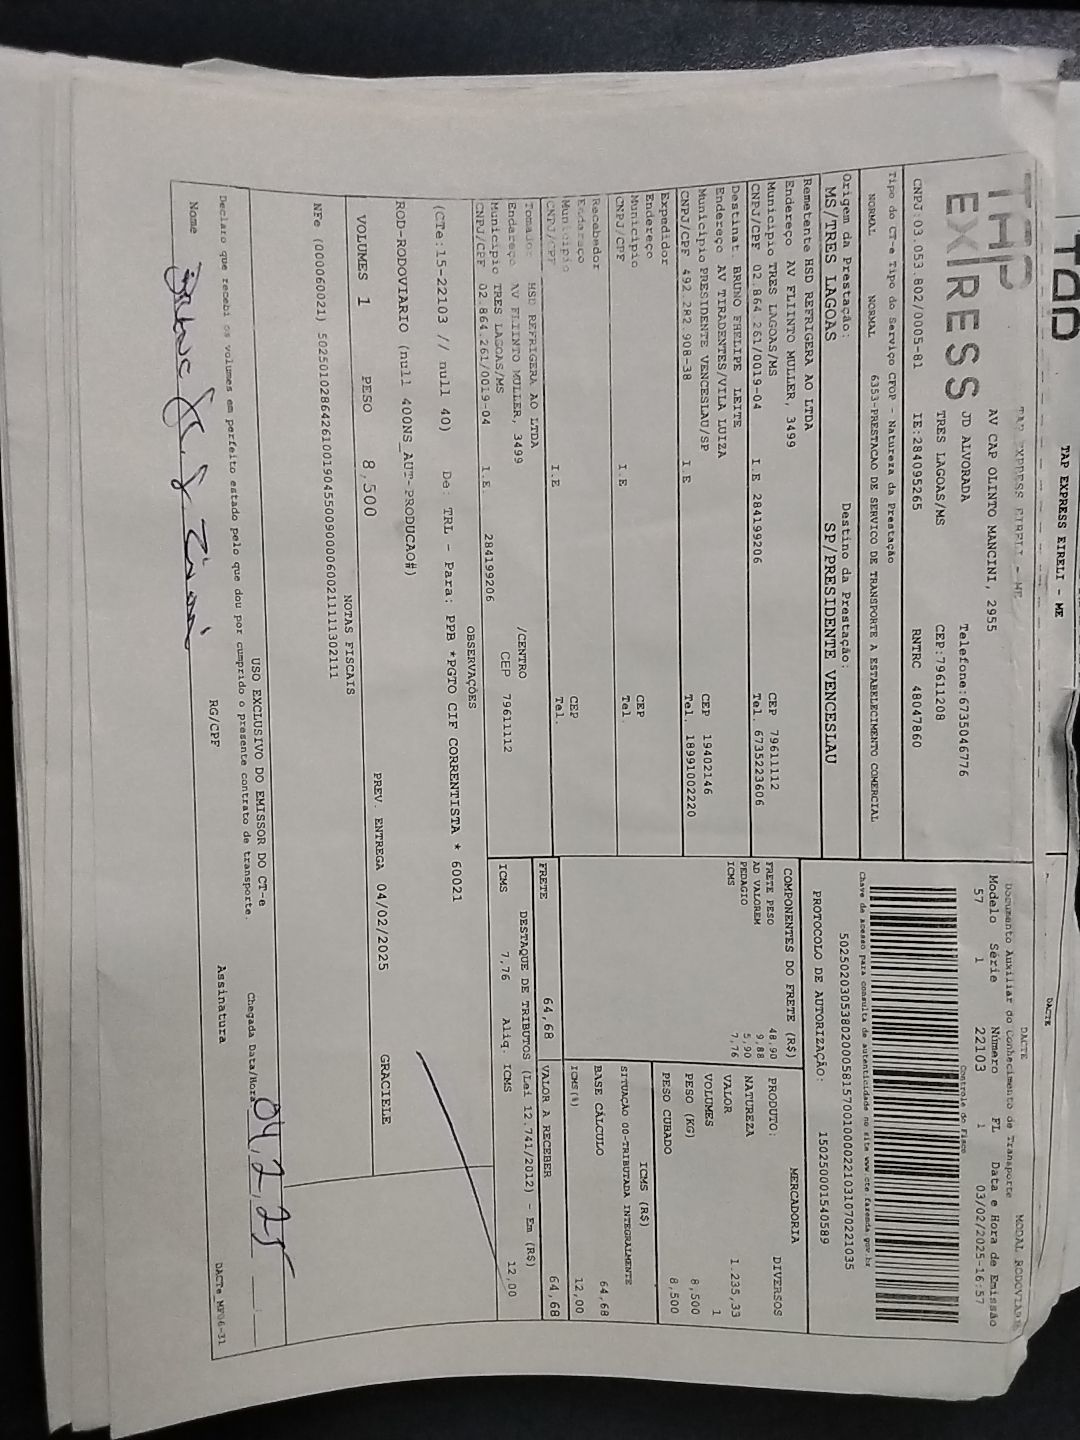 TAP
TAP EXPRESS EIRELI - ME
DACTE
TAP
EXPRESS
TAP EXPRESS EIRELI - ME
AV CAP OLINTO MANCINI, 2955
JD ALVORADA Telefone:6735046776
TRES LAGOAS/MS CEP:79611208
CNPJ:03.053.802/0005-81 IE:284095265 RNTRC 48047860
DACTE MODAL RODOVIARIO
Documento Auxiliar do Conhecimento de Transporte
Modelo Série Número FL Data e Hora de Emissão
57 1 22103 1 03/02/2025-16:57
Controle do Fisco
Chave de acesso para consulta de autenticidade no site www.cte.fazenda.gov.br
50250203053802000581570010000221031070221035
PROTOCOLO DE AUTORIZAÇÃO: 150250001540589
Tipo do CT-e Tipo do Serviço CFOP - Natureza da Prestação
NORMAL NORMAL 6353-PRESTACAO DE SERVICO DE TRANSPORTE A ESTABELECIMENTO COMERCIAL
Origem da Prestação: Destino da Prestação:
MS/TRES LAGOAS SP/PRESIDENTE VENCESLAU
Remetente HSD REFRIGERA AO LTDA
Endereço AV FLIINTO MULLER, 3499
Município TRES LAGOAS/MS CEP 79611112
CNPJ/CPF 02.864.261/0019-04 I.E 284199206 Tel. 6735223606
Destinat. BRUNO FHELIPE LEITE
Endereço AV TIRADENTES/VILA LUIZA
Município PRESIDENTE VENCESLAU/SP CEP 19402146
CNPJ/CPF 492.282.908-38 I.E Tel. 18991002220
Expedidor
Endereço
Município CEP
CNPJ/CPF I.E Tel.
Recebedor
Endereço
Município CEP
CNPJ/CPF I.E Tel.
Tomador HSD REFRIGERA AO LTDA
Endereço AV FLIINTO MULLER, 3499 /CENTRO
Município TRES LAGOAS/MS CEP 79611112
CNPJ/CPF 02.864.261/0019-04 I.E. 284199206
COMPONENTES DO FRETE (R$)
FRETE PESO 48,90
AD VALOREM 9,88
PEDAGIO 5,90
ICMS 7,76
MERCADORIA
PRODUTO: DIVERSOS
NATUREZA
VALOR 1.235,33
VOLUMES 1
PESO (KG) 8,500
PESO CUBADO 8,500
ICMS (R$)
SITUAÇÃO 00-TRIBUTADA INTEGRALMENTE
BASE CÁLCULO 64,68
ICMS(%) 12,00
FRETE 64,68 VALOR A RECEBER 64,68
DESTAQUE DE TRIBUTOS (Lei 12.741/2012) - Em (R$)
ICMS 7,76 Aliq. ICMS 12,00
OBSERVAÇÕES
(CTe:15-22103 // null 40) De: TRL - Para: PPB *PGTO CIF CORRENTISTA * 60021
ROD-RODOVIARIO (null 400NS_AUT-PRODUCAO#)
VOLUMES 1 PESO 8,500 PREV. ENTREGA 04/02/2025 GRACIELE
NOTAS FISCAIS
NFe (000060021) 50250102864261001904550090000600211111302111
USO EXCLUSIVO DO EMISSOR DO CT-e
Declaro que recebi os volumes em perfeito estado pelo que dou por cumprido o presente contrato de transporte. Chegada Data/Hora 04,2,25
Nome RG/CPF Assinatura
DACTe_MF06-31